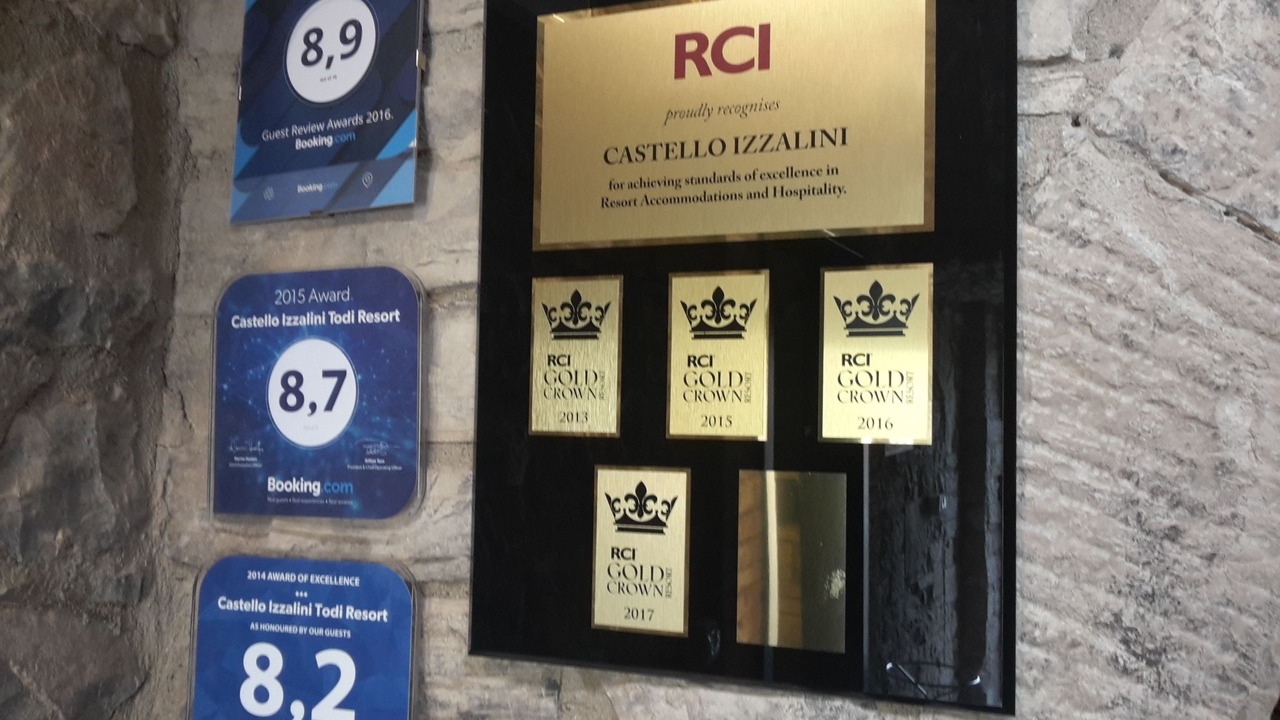 8,9
Guest Review Awards 2016.
Booking.com
Booking.com
2015 Award.
Castello Izzalini Todi Resort
8,7
Booking.com
2014 AWARD OF EXCELLENCE
Castello Izzalini Todi Resort
AS HONOURED BY OUR GUESTS
8,2
RCI
proudly recognises
CASTELLO IZZALINI
for achieving standards of excellence in
Resort Accommodations and Hospitality.
RCI
GOLD
CROWN
RESORT
2013
RCI
GOLD
CROWN
RESORT
2015
RCI
GOLD
CROWN
RESORT
2016
RCI
GOLD
CROWN
RESORT
2017